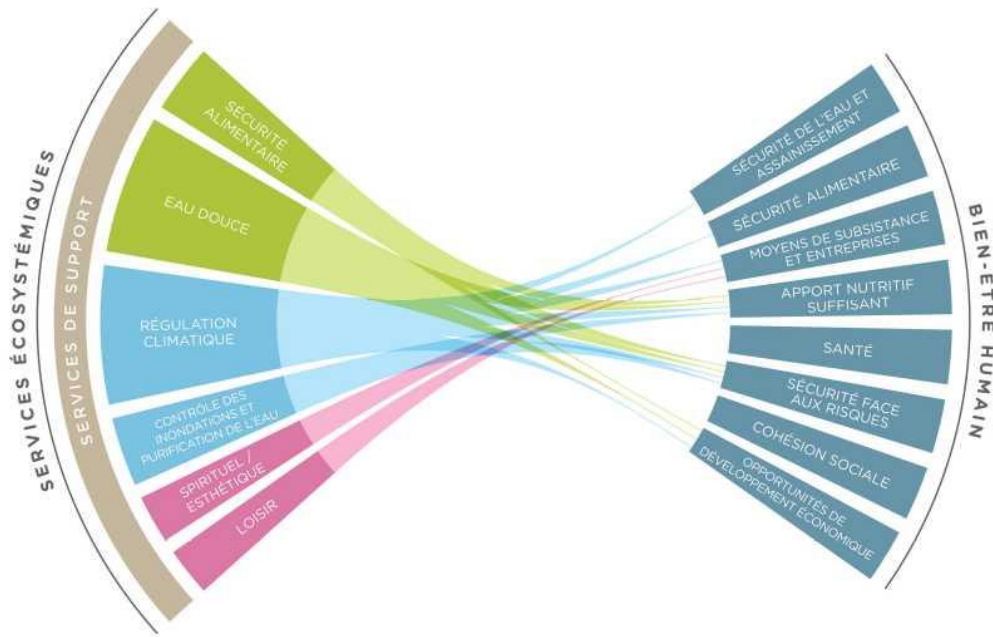 SERVICES ÉCOSYSTÉMIQUES
SERVICES DE SUPPORT
SÉCURITÉ
ALIMENTAIRE
EAU DOUCE
RÉGULATION
CLIMATIQUE
CONTRÔLE DES
INONDATIONS ET
PURIFICATION DE L'EAU
SPIRITUEL /
ESTHÉTIQUE
LOISIR
SÉCURITÉ DE L'EAU ET
ASSAINISSEMENT
SÉCURITÉ ALIMENTAIRE
MOYENS DE SUBSISTANCE
ET ENTREPRISES
APPORT NUTRITIF
SUFFISANT
SANTÉ
SÉCURITÉ FACE
AUX RISQUES
COHÉSION SOCIALE
OPPORTUNITÉS DE
DÉVELOPPEMENT ÉCONOMIQUE
BIEN-ETRE HUMAIN